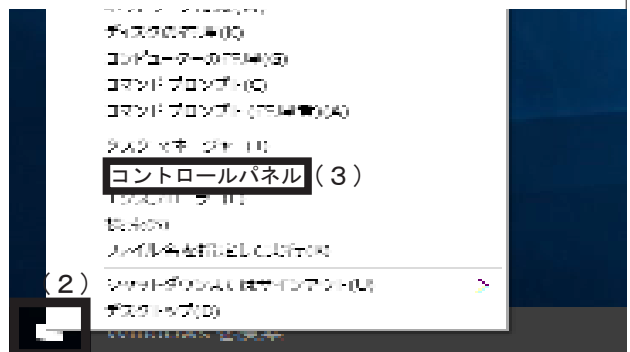 ディスクの管理(K)
コンピューターの管理(G)
コマンド プロンプト(C)
コマンド プロンプト (管理者)(A)
タスク マネージャー(T)
コントロールパネル(3)
エクスプローラー(E)
検索(S)
ファイル名を指定して実行(R)
(2)
シャットダウンまたはサインアウト(U)
デスクトップ(D)